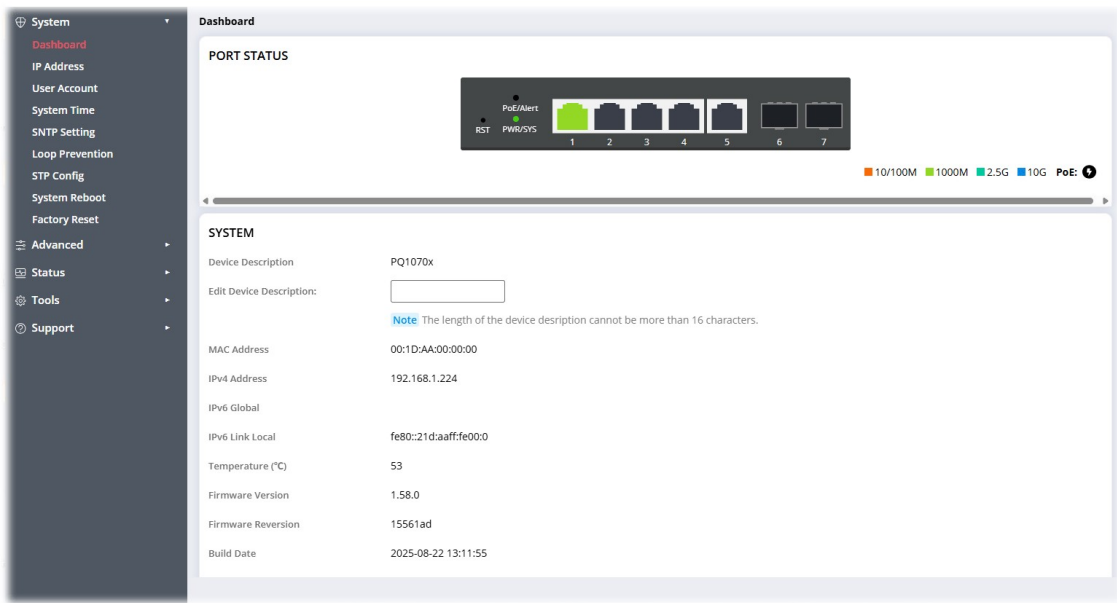 System
Dashboard
IP Address
User Account
System Time
SNTP Setting
Loop Prevention
STP Config
System Reboot
Factory Reset
Advanced
Status
Tools
Support
Dashboard
PORT STATUS
PoE/Alert
RST PWR/SYS
1 2 3 4 5 6 7
10/100M 1000M 2.5G 10G PoE:
SYSTEM
Device Description PQ1070x
Edit Device Description:
Note The length of the device desription cannot be more than 16 characters.
MAC Address 00:1D:AA:00:00:00
IPv4 Address 192.168.1.224
IPv6 Global
IPv6 Link Local fe80::21d:aaff:fe00:0
Temperature (℃) 53
Firmware Version 1.58.0
Firmware Reversion 15561ad
Build Date 2025-08-22 13:11:55